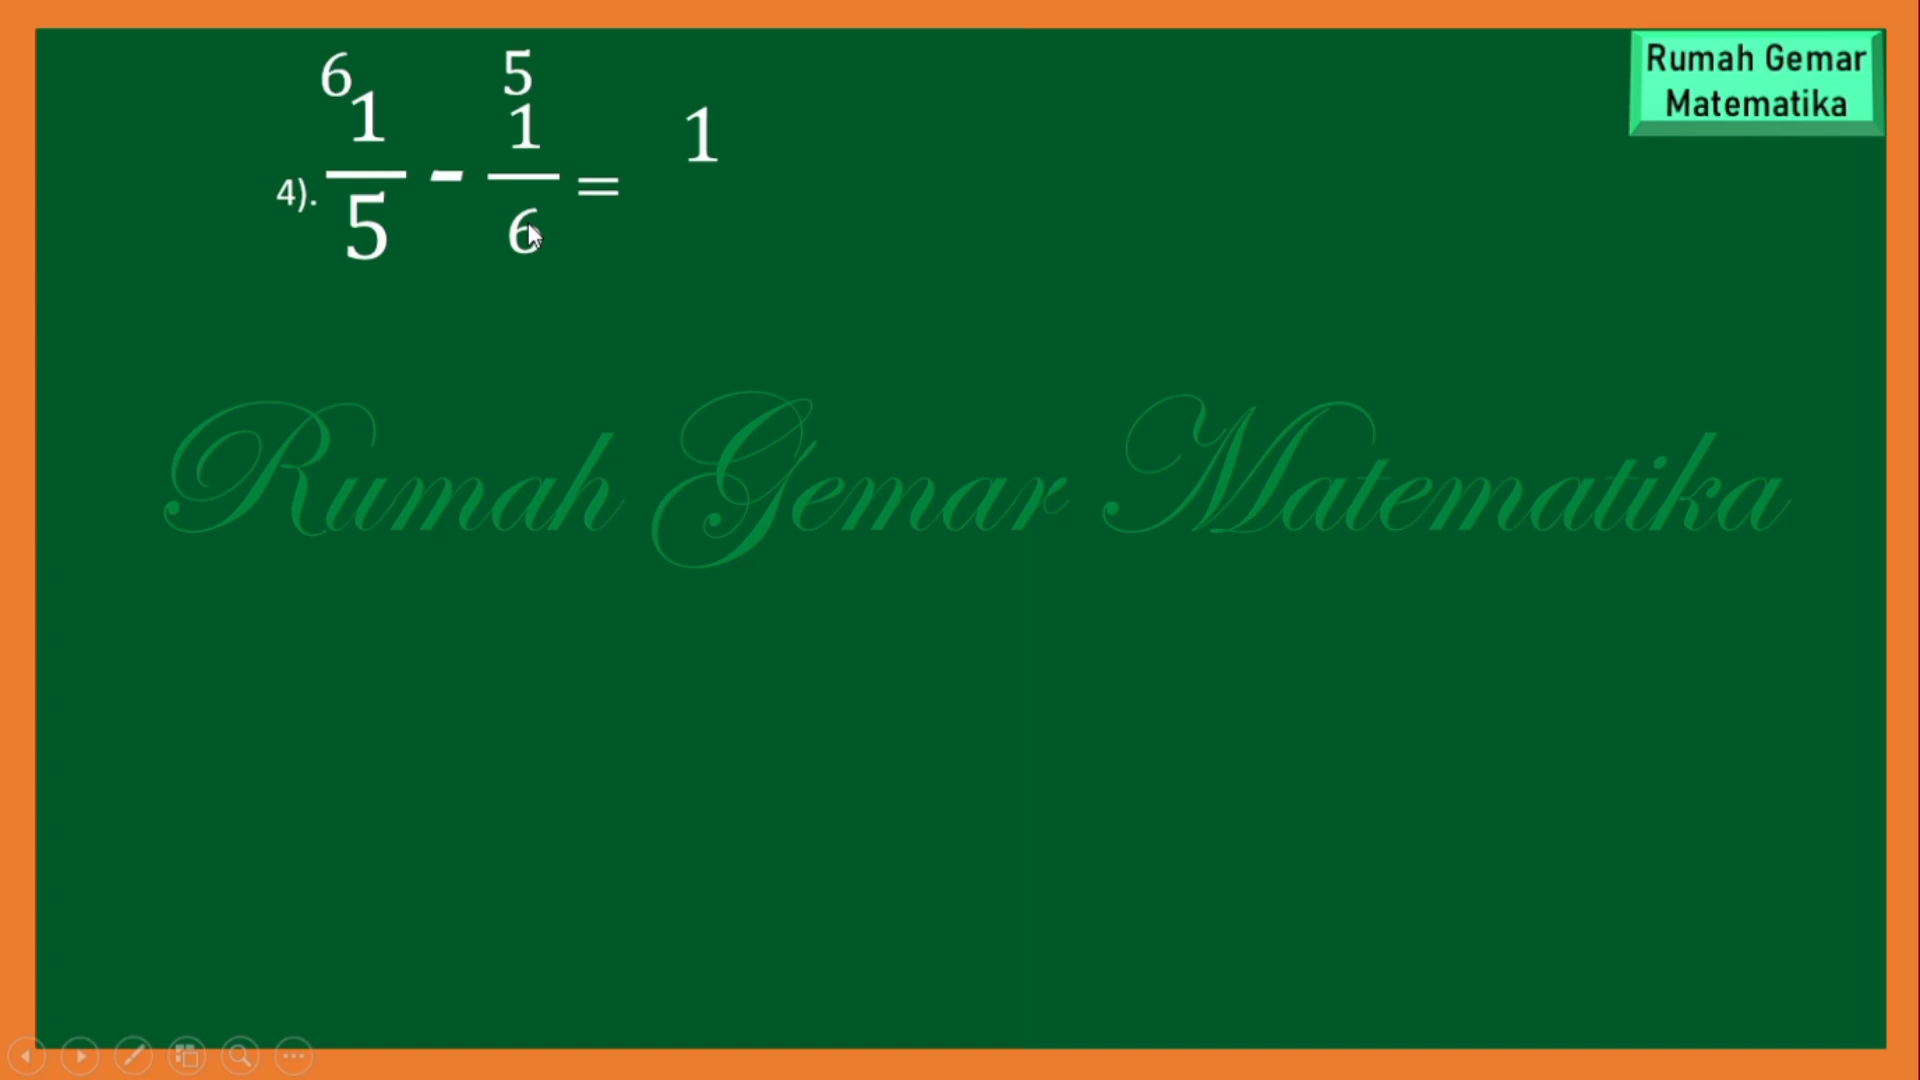 6 5
1 1 1
4). — - — =
5 6
Rumah Gemar
Matematika
Rumah Gemar Matematika